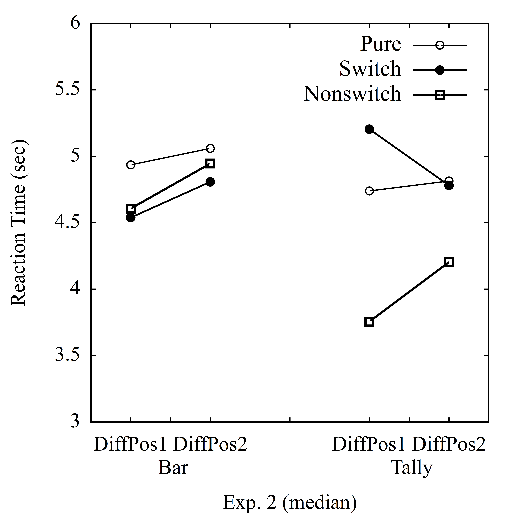 6
5.5
5
4.5
4
3.5
3
Reaction Time (sec)
Pure
Switch
Nonswitch
DiffPos1 DiffPos2 DiffPos1 DiffPos2
Bar Tally
Exp. 2 (median)